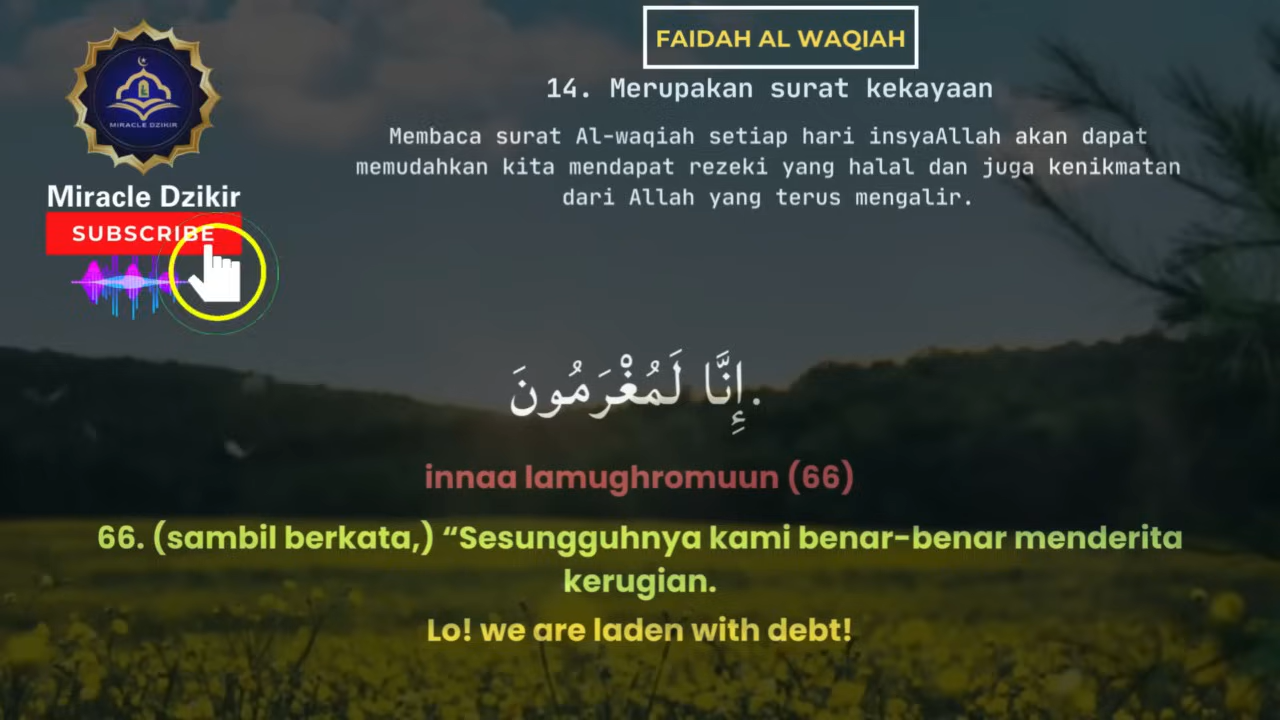 FAIDAH AL WAQIAH
14. Merupakan surat kekayaan
Membaca surat Al-waqiah setiap hari insyaAllah akan dapat
memudahkan kita mendapat rezeki yang halal dan juga kenikmatan
dari Allah yang terus mengalir.
MIRACLE DZIKIR
Miracle Dzikir
SUBSCRIBE
إِنَّا لَمُغْرَمُونَ.
innaa lamughromuun (66)
66. (sambil berkata,) “Sesungguhnya kami benar-benar menderita
kerugian.
Lo! we are laden with debt!